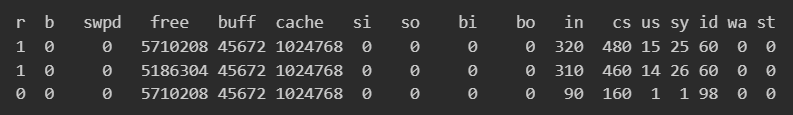 r b swpd free buff cache si so bi bo in cs us sy id wa st
1 0 0 5710208 45672 1024768 0 0 0 0 320 480 15 25 60 0 0
1 0 0 5186304 45672 1024768 0 0 0 0 310 460 14 26 60 0 0
0 0 0 5710208 45672 1024768 0 0 0 0 90 160 1 1 98 0 0